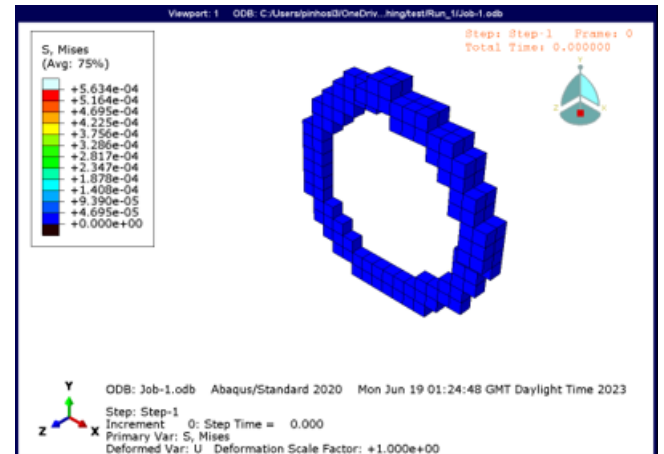 Viewport: 1 ODB: C:/Users/pinhosl3/OneDriv...hing/test/Run_1/Job-1.odb
Step: Step-1 Frame: 0
Total Time: 0.000000
S, Mises
(Avg: 75%)
+5.634e-04
+5.164e-04
+4.695e-04
+4.225e-04
+3.756e-04
+3.286e-04
+2.817e-04
+2.347e-04
+1.878e-04
+1.408e-04
+9.390e-05
+4.695e-05
+0.000e+00
Y
Z
X
Y
Z
X
ODB: Job-1.odb Abaqus/Standard 2020 Mon Jun 19 01:24:48 GMT Daylight Time 2023
Step: Step-1
Increment 0: Step Time = 0.000
Primary Var: S, Mises
Deformed Var: U Deformation Scale Factor: +1.000e+00